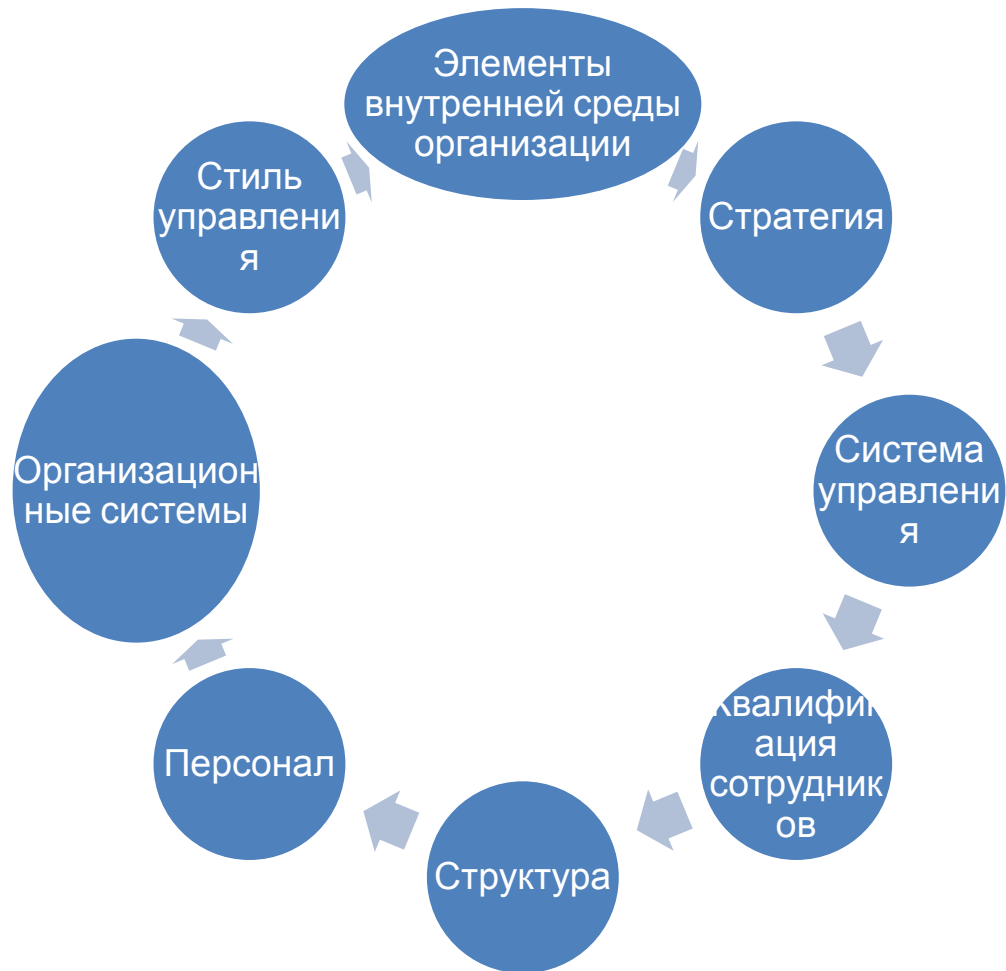 Элементы
внутренней среды
организации
Стратегия
Система
управлени
я
Квалифик
ация
сотрудник
ов
Структура
Персонал
Организацион
ные системы
Стиль
управлени
я